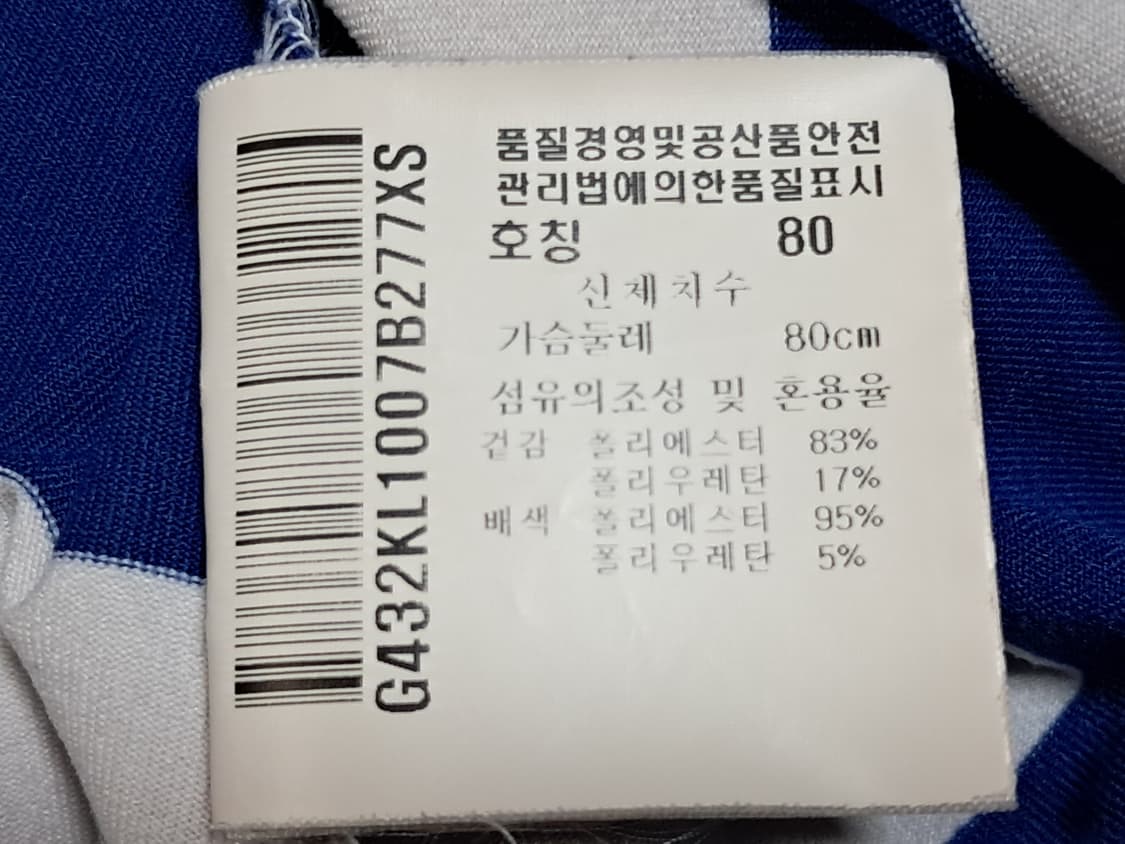 G432KL1007B277XS
품질경영및공산품안전
관리법에의한품질표시
호칭 80
신체치수
가슴둘레 80cm
섬유의조성 및 혼용율
겉감 폴리에스터 83%
폴리우레탄 17%
배색 폴리에스터 95%
폴리우레탄 5%